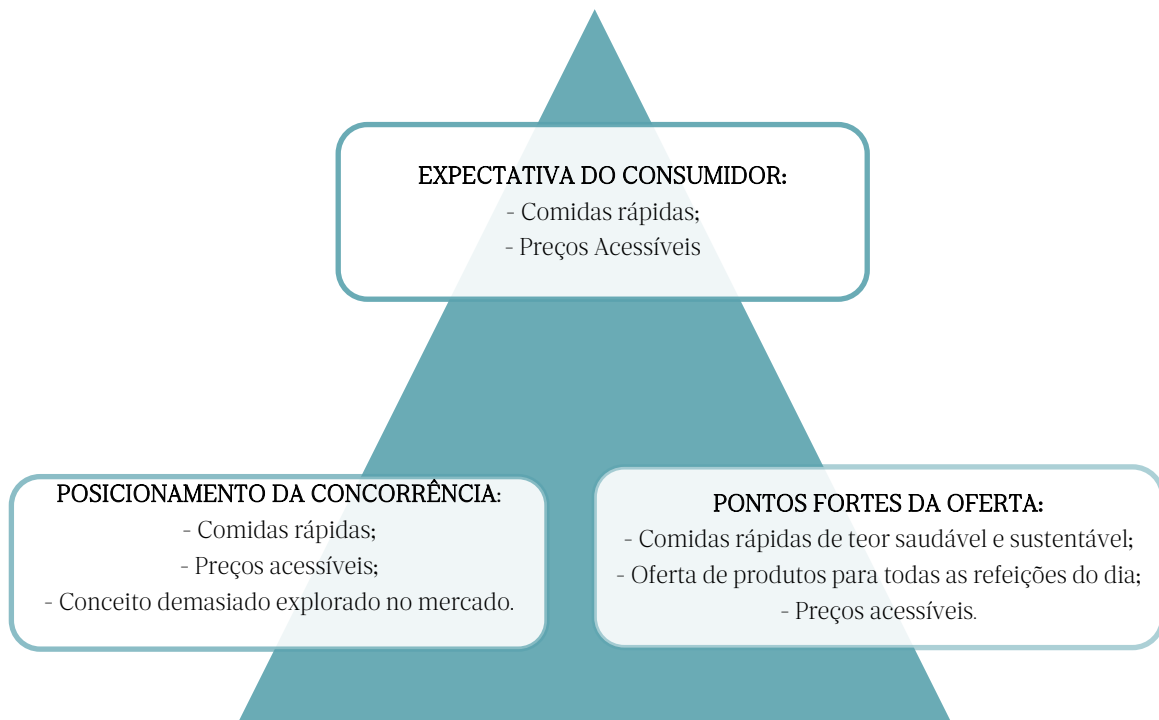 EXPECTATIVA DO CONSUMIDOR:
- Comidas rápidas;
- Preços Acessíveis
POSICIONAMENTO DA CONCORRÊNCIA:
- Comidas rápidas;
- Preços acessíveis;
- Conceito demasiado explorado no mercado.
PONTOS FORTES DA OFERTA:
- Comidas rápidas de teor saudável e sustentável;
- Oferta de produtos para todas as refeições do dia;
- Preços acessíveis.